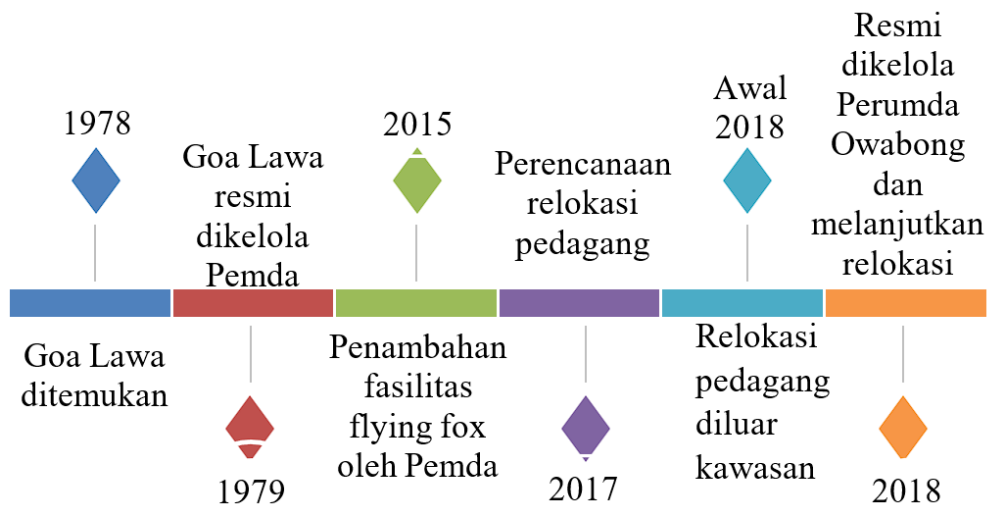 1978
Goa Lawa
ditemukan
Goa Lawa
resmi
dikelola
Pemda
1979
2015
Penambahan
fasilitas
flying fox
oleh Pemda
Perencanaan
relokasi
pedagang
2017
Awal
2018
Relokasi
pedagang
diluar
kawasan
Resmi
dikelola
Perumda
Owabong
dan
melanjutkan
relokasi
2018